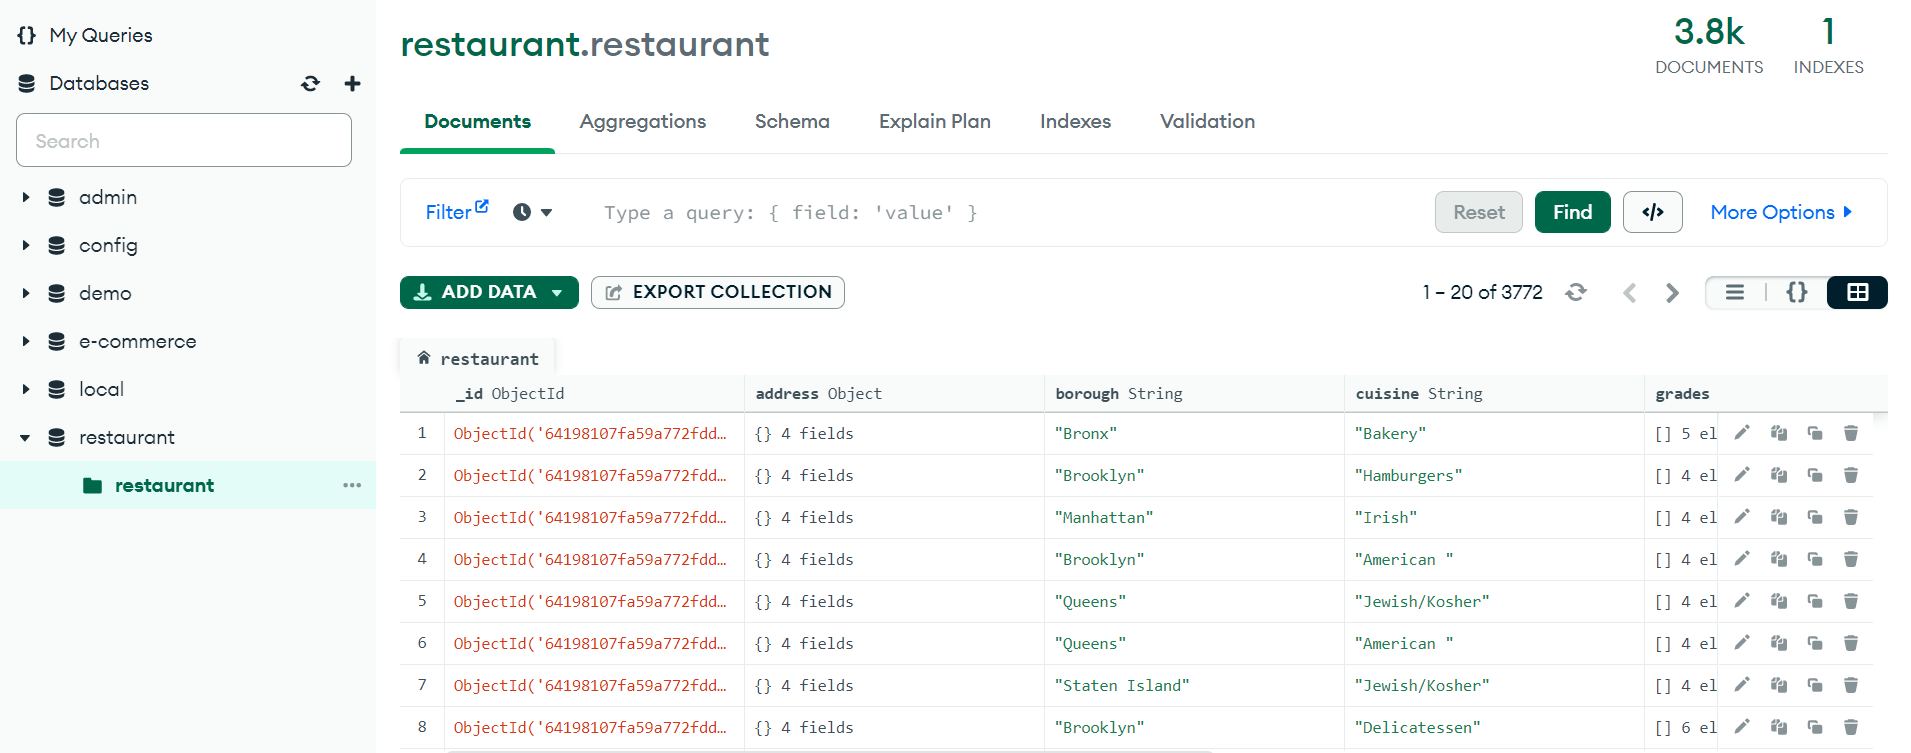 {} My Queries
Databases
Search
admin
config
demo
e-commerce
local
restaurant
restaurant
restaurant.restaurant
3.8k
DOCUMENTS
1
INDEXES
Documents Aggregations Schema Explain Plan Indexes Validation
Filter Type a query: { field: 'value' } Reset Find </> More Options
ADD DATA EXPORT COLLECTION 1 – 20 of 3772 {}
restaurant
_id ObjectId address Object borough String cuisine String grades
1 ObjectId('64198107fa59a772fdd… {} 4 fields "Bronx" "Bakery" [] 5 el
2 ObjectId('64198107fa59a772fdd… {} 4 fields "Brooklyn" "Hamburgers" [] 4 el
3 ObjectId('64198107fa59a772fdd… {} 4 fields "Manhattan" "Irish" [] 4 el
4 ObjectId('64198107fa59a772fdd… {} 4 fields "Brooklyn" "American " [] 4 el
5 ObjectId('64198107fa59a772fdd… {} 4 fields "Queens" "Jewish/Kosher" [] 4 el
6 ObjectId('64198107fa59a772fdd… {} 4 fields "Queens" "American " [] 4 el
7 ObjectId('64198107fa59a772fdd… {} 4 fields "Staten Island" "Jewish/Kosher" [] 4 el
8 ObjectId('64198107fa59a772fdd… {} 4 fields "Brooklyn" "Delicatessen" [] 6 el